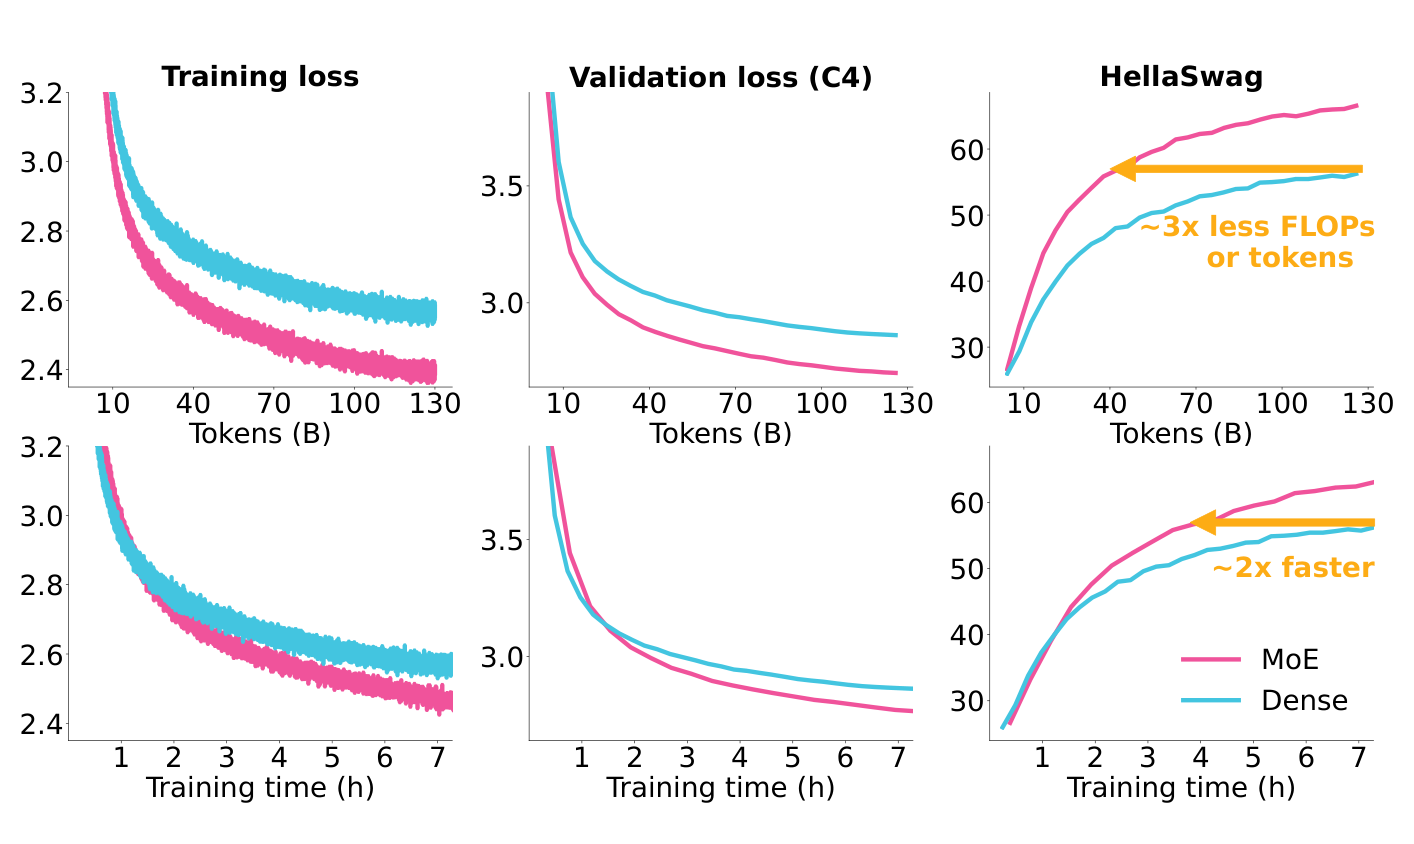 Training loss
3.2
3.0
2.8
2.6
2.4
10 40 70 100 130
Tokens (B)
Validation loss (C4)
3.5
3.0
10 40 70 100 130
Tokens (B)
HellaSwag
60
50
40
30
~3x less FLOPs
or tokens
10 40 70 100 130
Tokens (B)
3.2
3.0
2.8
2.6
2.4
1 2 3 4 5 6 7
Training time (h)
3.5
3.0
1 2 3 4 5 6 7
Training time (h)
60
50
40
30
~2x faster
MoE
Dense
1 2 3 4 5 6 7
Training time (h)